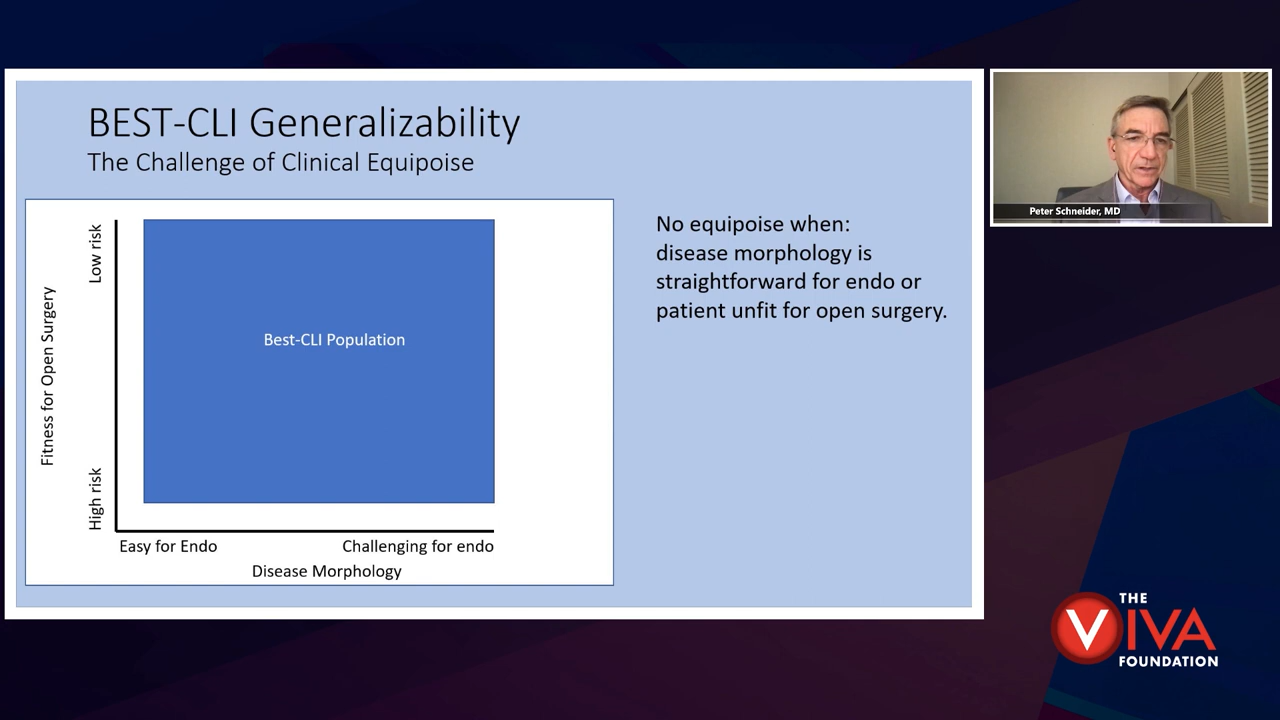 BEST-CLI Generalizability
The Challenge of Clinical Equipoise
Fitness for Open Surgery
Low risk
High risk
Best-CLI Population
Easy for Endo
Challenging for endo
Disease Morphology
No equipoise when:
disease morphology is
straightforward for endo or
patient unfit for open surgery.
Peter Schneider, MD
THE
VIVA
FOUNDATION